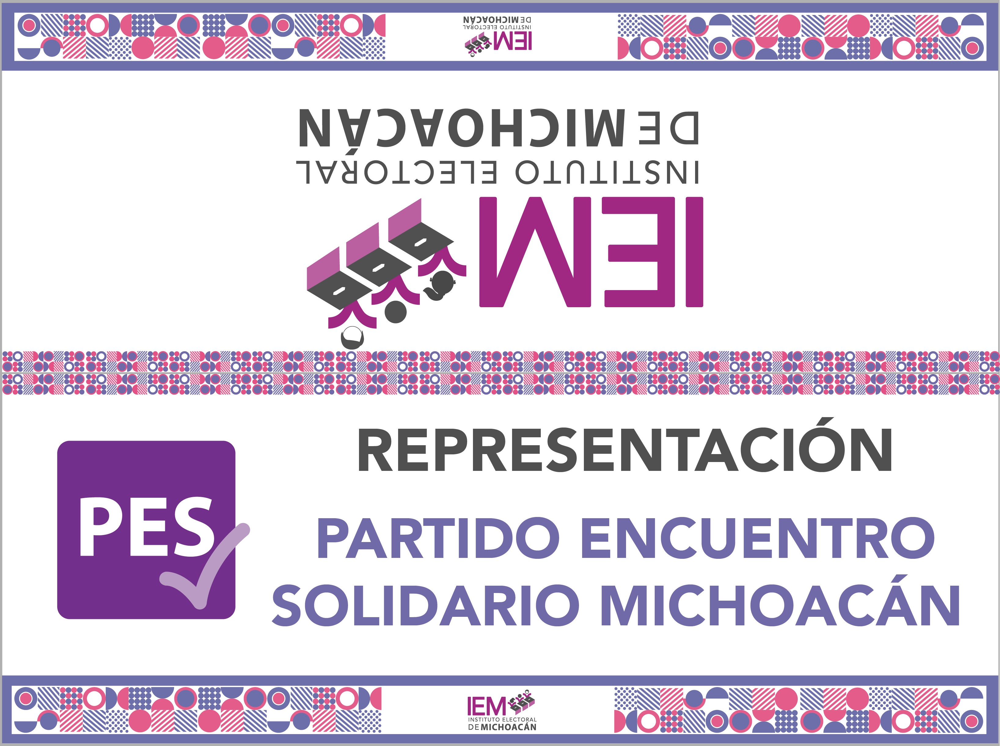 IEM
INSTITUTO ELECTORAL
DE MICHOACÁN
IEM
INSTITUTO ELECTORAL
DE MICHOACÁN
REPRESENTACIÓN
PES
PARTIDO ENCUENTRO
SOLIDARIO MICHOACÁN
IEM
INSTITUTO ELECTORAL
DE MICHOACÁN